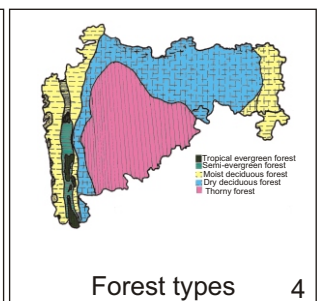 Tropical evergreen forest
Semi-evergreen forest
Moist deciduous forest
Dry deciduous forest
Thorny forest
Forest types 4